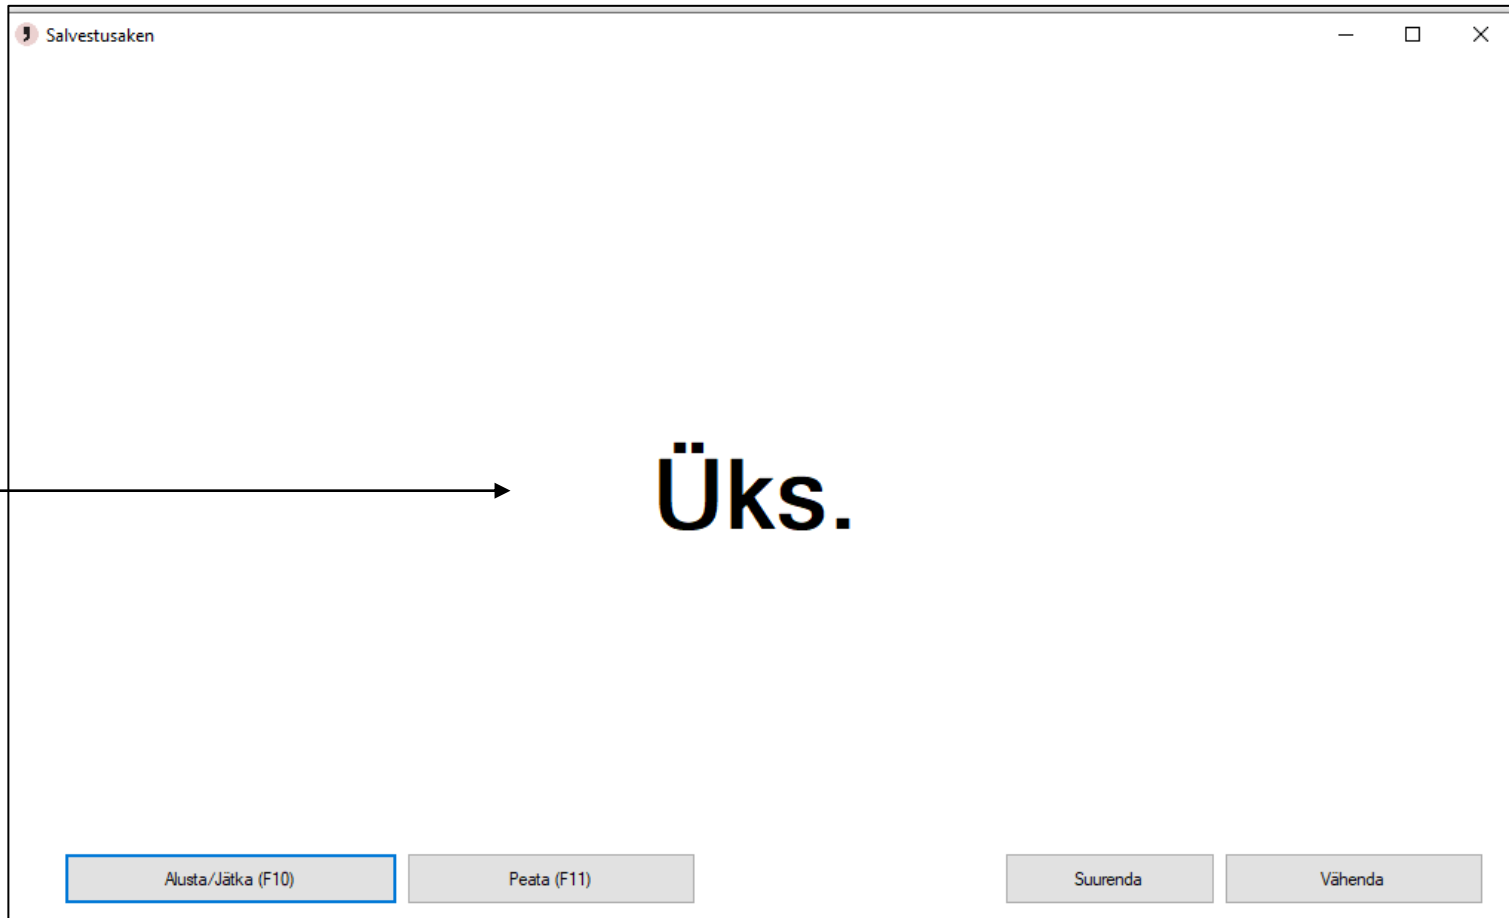 Salvestusaken
Üks.
Alusta/Jätka (F10) Peata (F11) Suurenda Vähenda